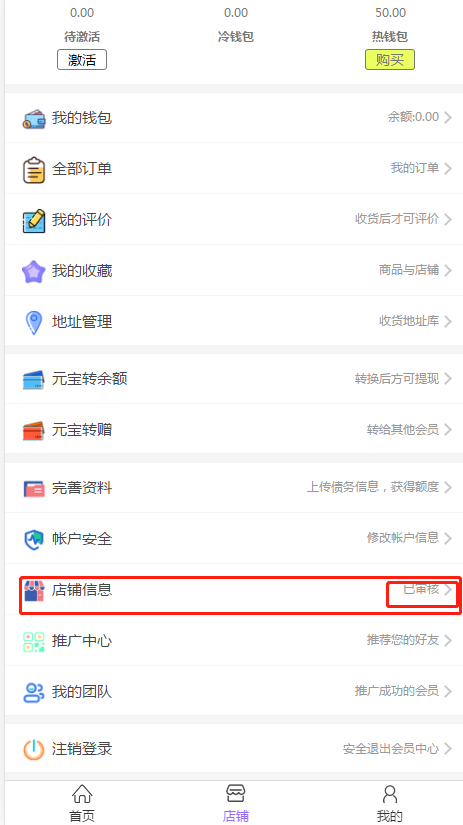 0.00 0.00 50.00
待激活 冷钱包 热钱包
激活 购买
我的钱包 余额:0.00
全部订单 我的订单
我的评价 收货后才可评价
我的收藏 商品与店铺
地址管理 收货地址库
元宝转余额 转换后方可提现
元宝转赠 转给其他会员
完善资料 上传债务信息，获得额度
帐户安全 修改帐户信息
店铺信息 已审核
推广中心 推荐您的好友
我的团队 推广成功的会员
注销登录 安全退出会员中心
首页 店铺 我的